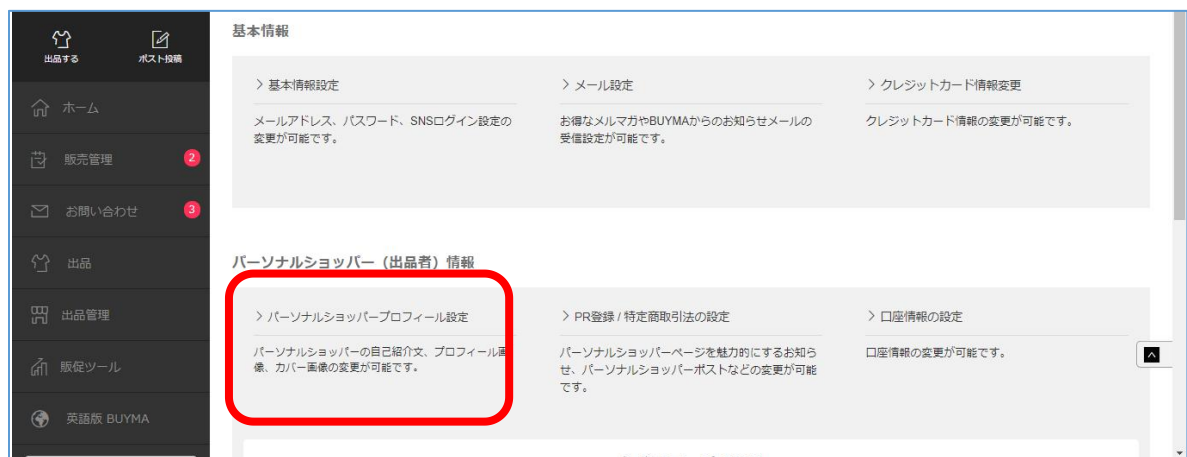 出品する
ポスト投稿
ホーム
販売管理
2
お問い合わせ
3
出品
出品管理
販促ツール
英語版 BUYMA
基本情報
> 基本情報設定
メールアドレス、パスワード、SNSログイン設定の
変更が可能です。
> メール設定
お得なメルマガやBUYMAからのお知らせメールの
受信設定が可能です。
> クレジットカード情報変更
クレジットカード情報の変更が可能です。
パーソナルショッパー（出品者）情報
> パーソナルショッパープロフィール設定
パーソナルショッパーの自己紹介文、プロフィール画
像、カバー画像の変更が可能です。
> PR登録 / 特定商取引法の設定
パーソナルショッパーページを魅力的にするお知ら
せ、パーソナルショッパーポストなどの変更が可能
です。
> 口座情報の設定
口座情報の変更が可能です。